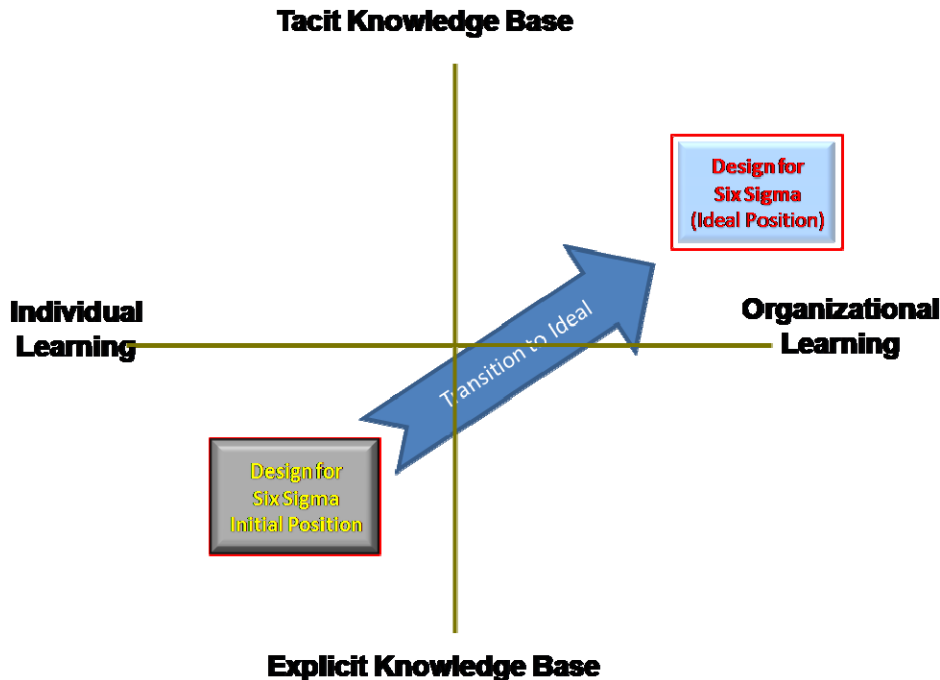 Tacit Knowledge Base
Design for
Six Sigma
(Ideal Position)
Individual
Learning
Organizational
Learning
Transition to Ideal
Design for
Six Sigma
Initial Position
Explicit Knowledge Base